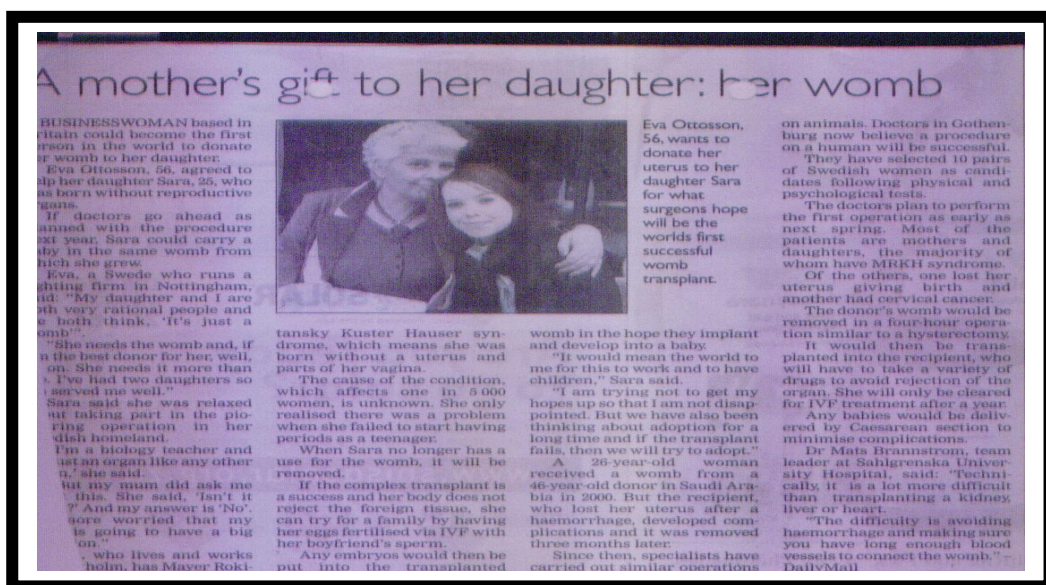 A mother's gift to her daughter: her womb
BUSINESSWOMAN based in
ritain could become the first
erson in the world to donate
er womb to her daughter.
Eva Ottosson, 56, agreed to
lp her daughter Sara, 25, who
as born without reproductive
gans.
If doctors go ahead as
anned with the procedure
ext year, Sara could carry a
by in the same womb from
hich she grew.
Eva, a Swede who runs a
ghting firm in Nottingham,
id: "My daughter and I are
th very rational people and
e both think, 'It's just a
omb'".
"She needs the womb and, if
n the best donor for her, well,
on. She needs it more than
. I've had two daughters so
served me well."
Sara said she was relaxed
ut taking part in the pio-
ring operation in her
dish homeland.
I'm a biology teacher and
ust an organ like any other
n,' she said.
But my mum did ask me
this. She said, 'Isn't it
?' And my answer is 'No'.
more worried that my
is going to have a big
on."
, who lives and works
holm, has Mayer Roki-
tansky Kuster Hauser syn-
drome, which means she was
born without a uterus and
parts of her vagina.
The cause of the condition,
which affects one in 5 000
women, is unknown. She only
realised there was a problem
when she failed to start having
periods as a teenager.
When Sara no longer has a
use for the womb, it will be
removed.
If the complex transplant is
a success and her body does not
reject the foreign tissue, she
can try for a family by having
her eggs fertilised via IVF with
her boyfriend's sperm.
Any embryos would then be
put into the transplanted
womb in the hope they implant
and develop into a baby.
"It would mean the world to
me for this to work and to have
children," Sara said.
"I am trying not to get my
hopes up so that I am not disap-
pointed. But we have also been
thinking about adoption for a
long time and if the transplant
fails, then we will try to adopt."
A 26-year-old woman
received a womb from a
46-year-old donor in Saudi Ara-
bia in 2000. But the recipient,
who lost her uterus after a
haemorrhage, developed com-
plications and it was removed
three months later.
Since then, specialists have
carried out similar operations
Eva Ottosson,
56, wants to
donate her
uterus to her
daughter Sara
for what
surgeons hope
will be the
worlds first
successful
womb
transplant.
on animals. Doctors in Gothen-
burg now believe a procedure
on a human will be successful.
They have selected 10 pairs
of Swedish women as candi-
dates following physical and
psychological tests.
The doctors plan to perform
the first operation as early as
next spring. Most of the
patients are mothers and
daughters, the majority of
whom have MRKH syndrome.
Of the others, one lost her
uterus giving birth and
another had cervical cancer.
The donor's womb would be
removed in a four-hour opera-
tion similar to a hysterectomy.
It would then be trans-
planted into the recipient, who
will have to take a variety of
drugs to avoid rejection of the
organ. She will only be cleared
for IVF treatment after a year.
Any babies would be deliv-
ered by Caesarean section to
minimise complications.
Dr Mats Brannstrom, team
leader at Sahlgrenska Univer-
sity Hospital, said: "Techni-
cally, it is a lot more difficult
than transplanting a kidney,
liver or heart.
"The difficulty is avoiding
haemorrhage and making sure
you have long enough blood
vessels to connect the womb." –
DailyMail